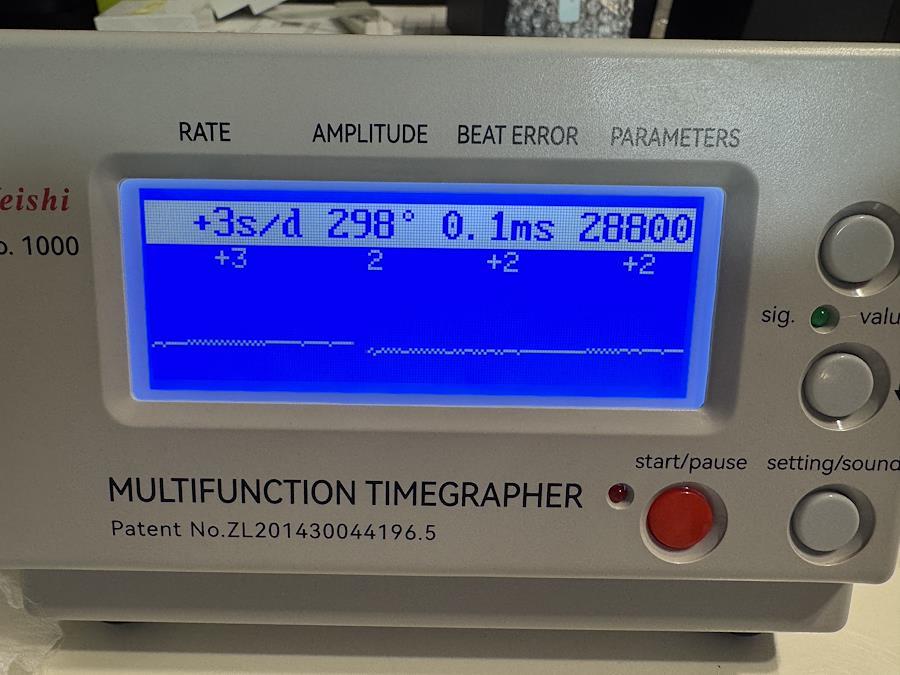 RATE AMPLITUDE BEAT ERROR PARAMETERS
eishi
o. 1000
+3s/d 298° 0.1ms 28800
+3 2 +2 +2
sig. valu
start/pause setting/sound
MULTIFUNCTION TIMEGRAPHER
Patent No.ZL201430044196.5